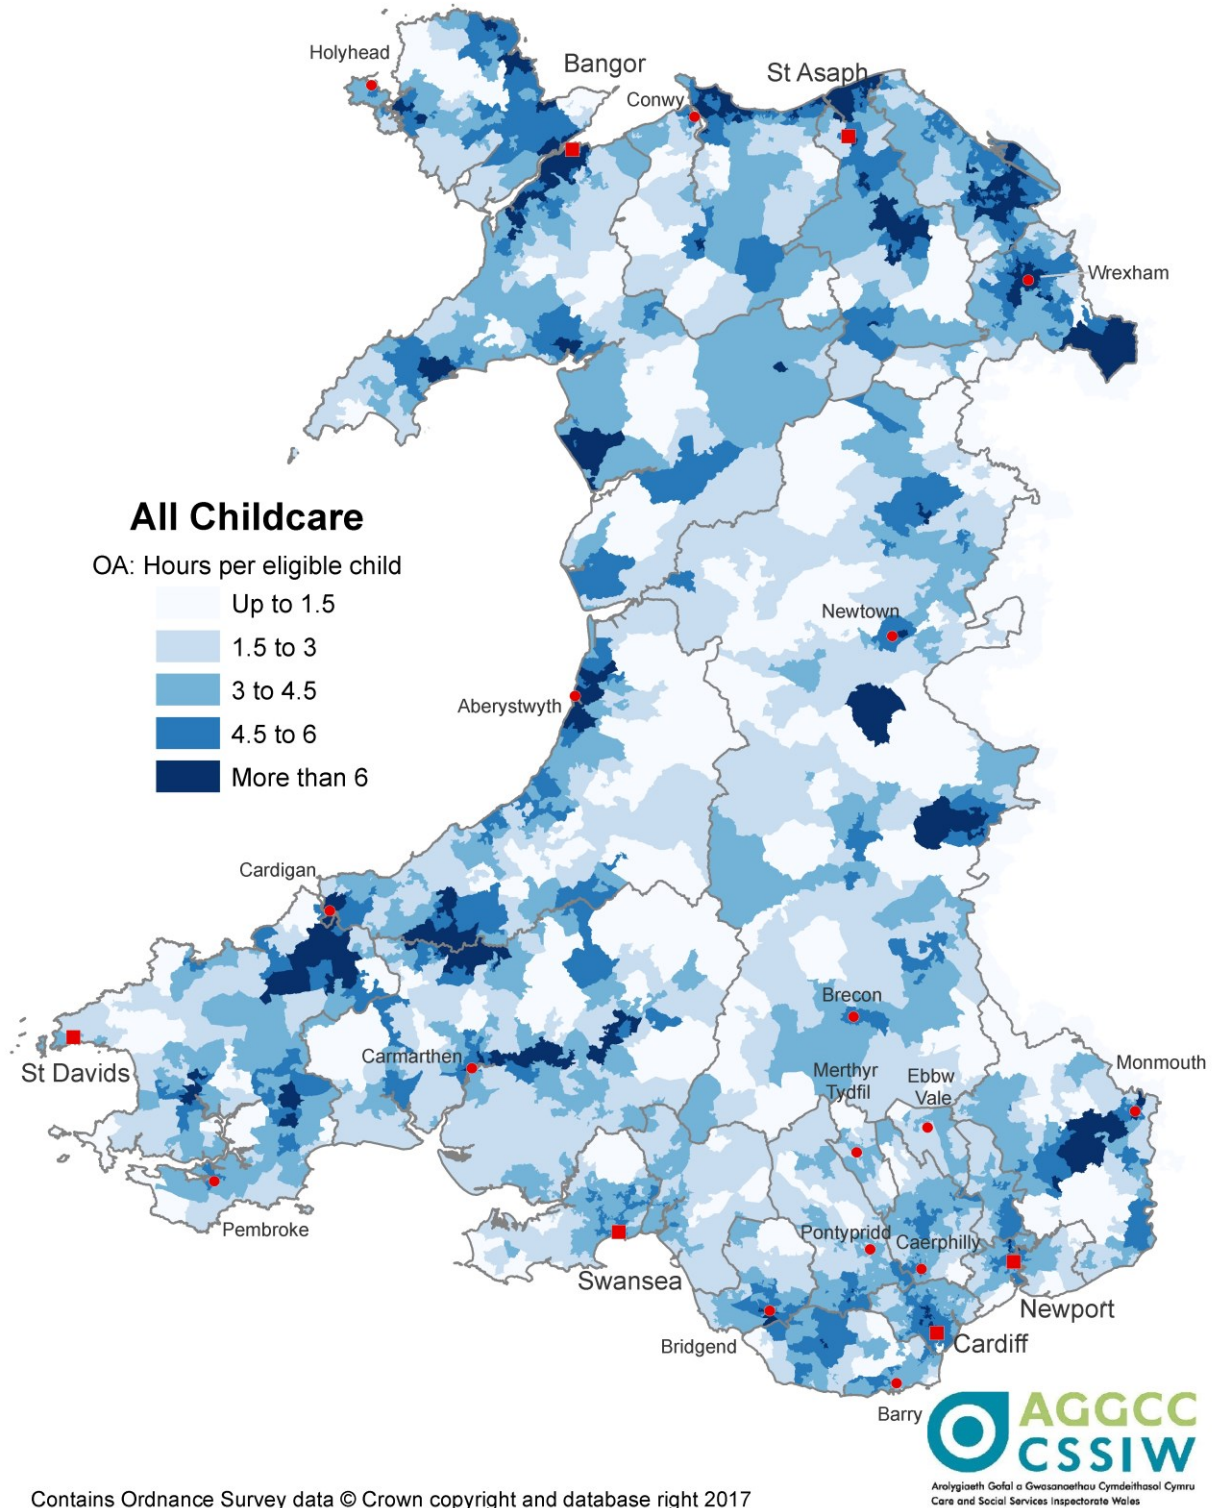 Holyhead
Bangor
St Asaph
Conwy
Wrexham
All Childcare
OA: Hours per eligible child
Up to 1.5
1.5 to 3
3 to 4.5
4.5 to 6
More than 6
Newtown
Aberystwyth
Cardigan
Brecon
St Davids
Carmarthen
Merthyr
Tydfil
Ebbw
Vale
Monmouth
Pembroke
Pontypridd
Caerphilly
Swansea
Newport
Bridgend
Cardiff
Barry
AGGCC
CSSIW
Arolygiaeth Gofal a Gwasanaethau Cymdeithasol Cymru
Care and Social Services Inspectorate Wales
Contains Ordnance Survey data © Crown copyright and database right 2017